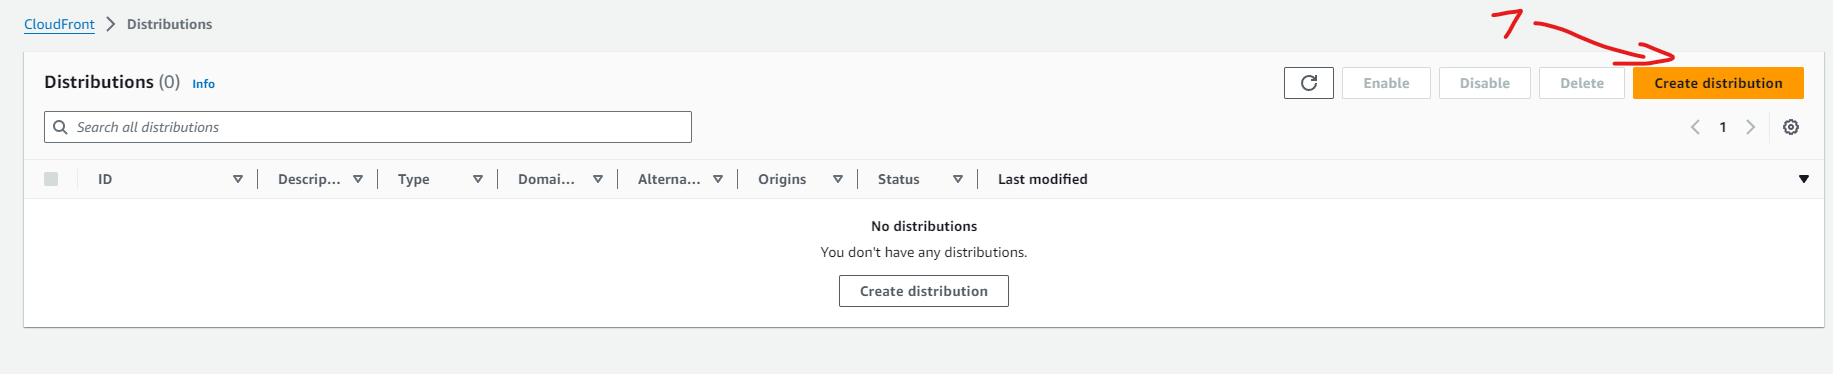 CloudFront > Distributions
Distributions (0) Info
Enable Disable Delete Create distribution
Search all distributions
1
ID Descrip... Type Domai... Alterna... Origins Status Last modified
No distributions
You don't have any distributions.
Create distribution